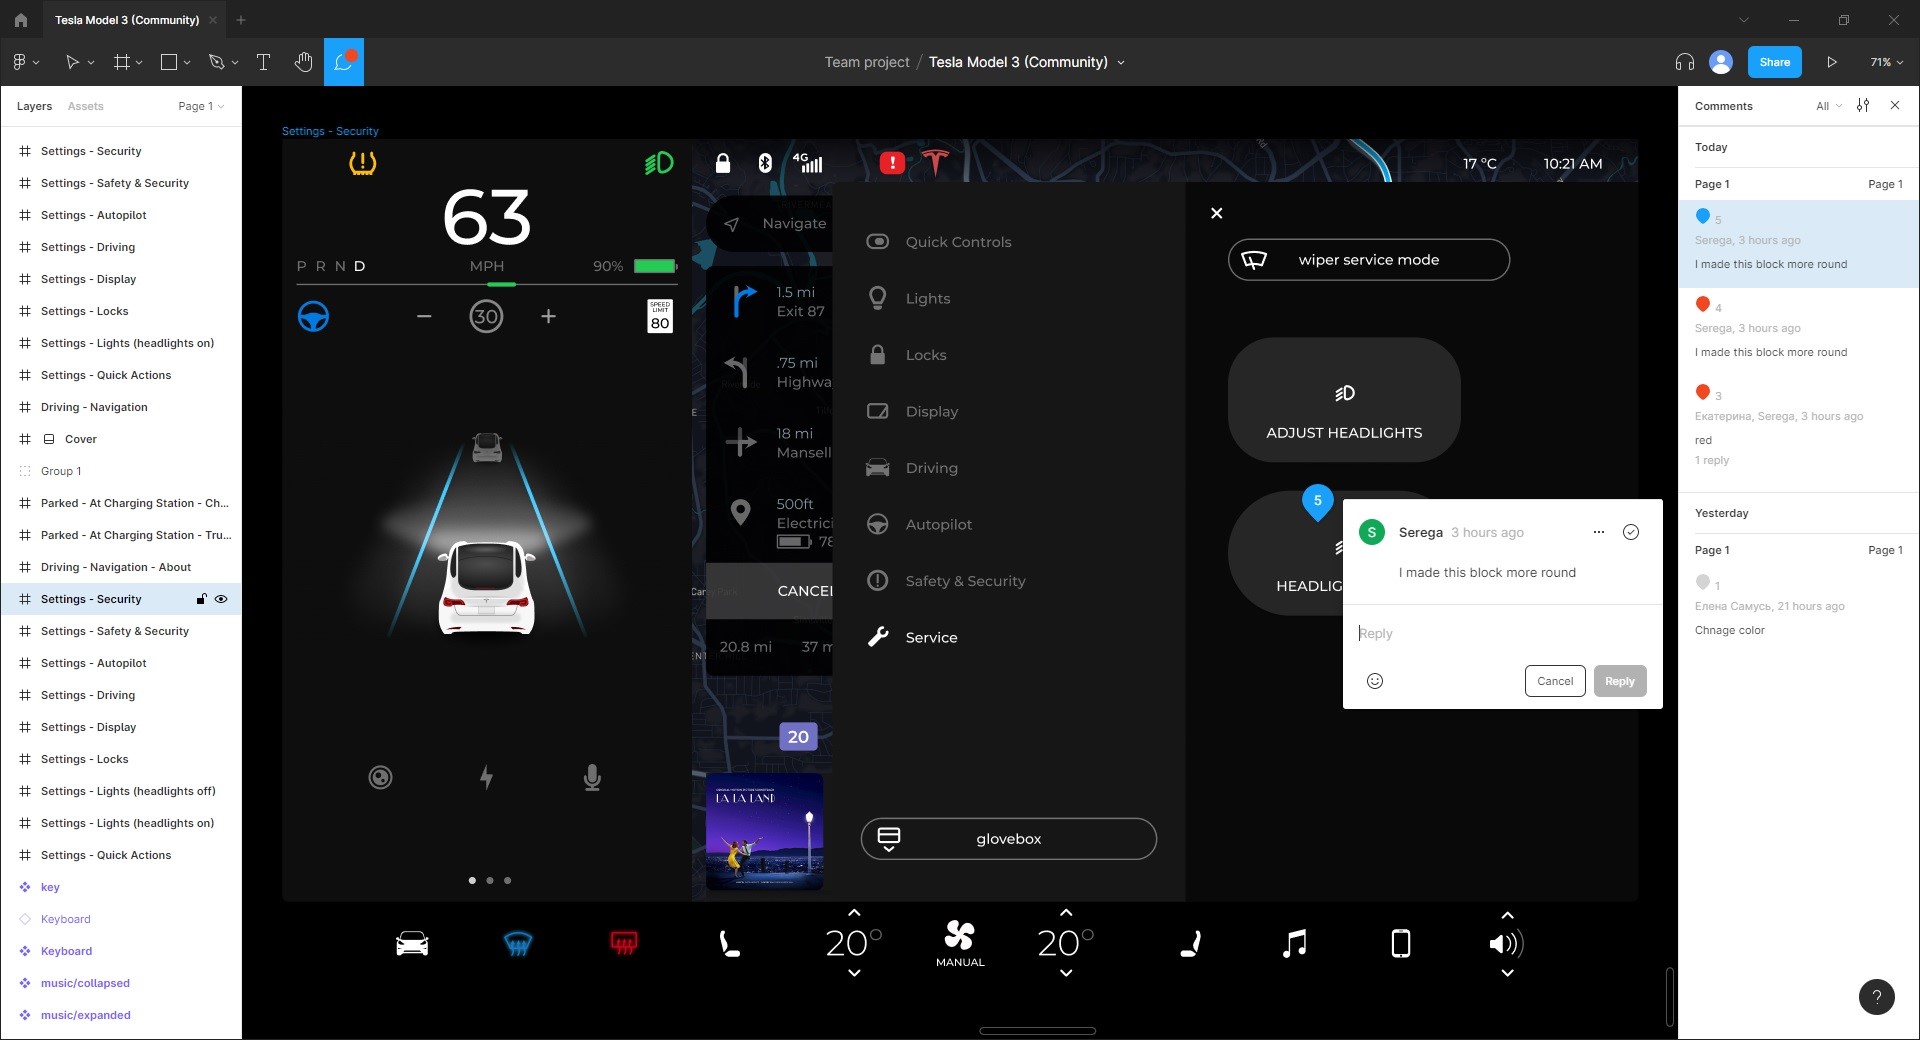 Tesla Model 3 (Community)
Team project / Tesla Model 3 (Community)
Share
71%
Layers
Assets
Page 1
Settings - Security
Settings - Safety & Security
Settings - Autopilot
Settings - Driving
Settings - Display
Settings - Locks
Settings - Lights (headlights on)
Settings - Quick Actions
Driving - Navigation
Cover
Group 1
Parked - At Charging Station - Ch...
Parked - At Charging Station - Tru...
Driving - Navigation - About
Settings - Security
Settings - Safety & Security
Settings - Autopilot
Settings - Driving
Settings - Display
Settings - Locks
Settings - Lights (headlights off)
Settings - Lights (headlights on)
Settings - Quick Actions
key
Keyboard
Keyboard
music/collapsed
music/expanded
Settings - Security
63
P R N D
MPH
90%
30
SPEED
LIMIT
80
4G
17 °C
10:21 AM
Navigate
1.5 mi
Exit 87
.75 mi
Highwa
18 mi
Mansell
500ft
Electrici
78
CANCEL
20.8 mi
37 m
20
LA LA LAND
Quick Controls
Lights
Locks
Display
Driving
Autopilot
Safety & Security
Service
glovebox
wiper service mode
ADJUST HEADLIGHTS
HEADLIG
5
S
Serega 3 hours ago
I made this block more round
Reply
Cancel
Reply
20°
MANUAL
20°
Comments
All
Today
Page 1
Page 1
5
Serega, 3 hours ago
I made this block more round
4
Serega, 3 hours ago
I made this block more round
3
Екатерина, Serega, 3 hours ago
red
1 reply
Yesterday
Page 1
Page 1
1
Елена Самусь, 21 hours ago
Chnage color
?